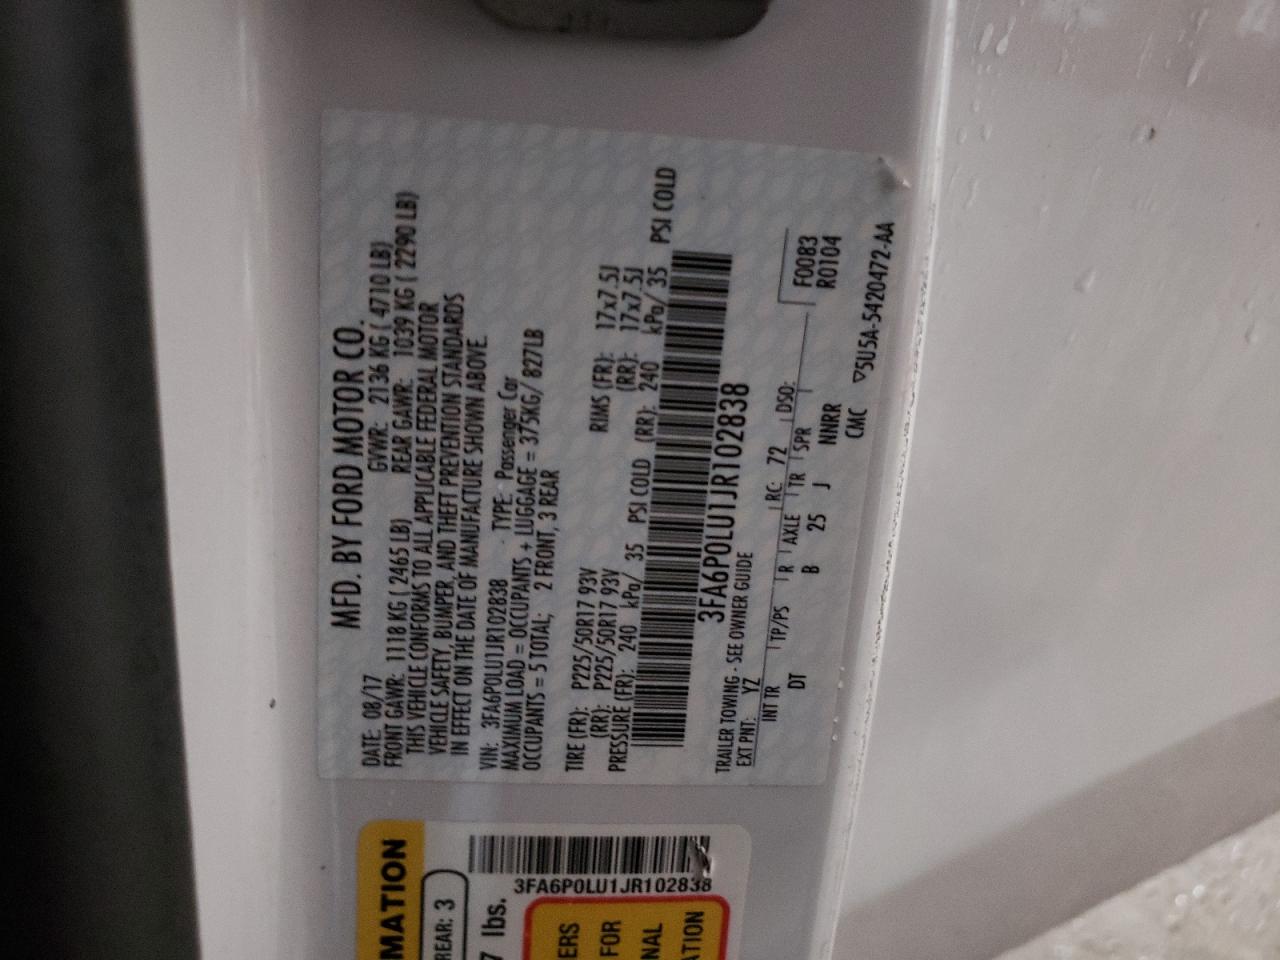 MFD. BY FORD MOTOR CO.
DATE: 08/17 GVWR: 2136 KG ( 4710 LB)
FRONT GAWR: 1118 KG ( 2465 LB) REAR GAWR: 1039 KG ( 2290 LB)
THIS VEHICLE CONFORMS TO ALL APPLICABLE FEDERAL MOTOR
VEHICLE SAFETY, BUMPER, AND THEFT PREVENTION STANDARDS
IN EFFECT ON THE DATE OF MANUFACTURE SHOWN ABOVE.
VIN: 3FA6P0LU1JR102838 TYPE: Passenger Car
MAXIMUM LOAD = OCCUPANTS + LUGGAGE = 375KG/ 827LB
OCCUPANTS = 5 TOTAL; 2 FRONT, 3 REAR
TIRE (FR): P225/50R17 93V RIMS (FR): 17x7.5J
(RR): P225/50R17 93V (RR): 17x7.5J
PRESSURE (FR): 240 kPa/ 35 PSI COLD (RR): 240 kPa/ 35 PSI COLD
3FA6P0LU1JR102838
TRAILER TOWING - SEE OWNER GUIDE
EXT PNT: YZ RC: 72 DSO:
INT TR TP/PS R AXLE TR SPR
DT B 25 J NNRR
F0083
R0104
CMC ▽5U5A-5420472-AA
MATION
REAR: 3
7 lbs.
3FA6P0LU1JR102838
ERS
FOR
NAL
ATION